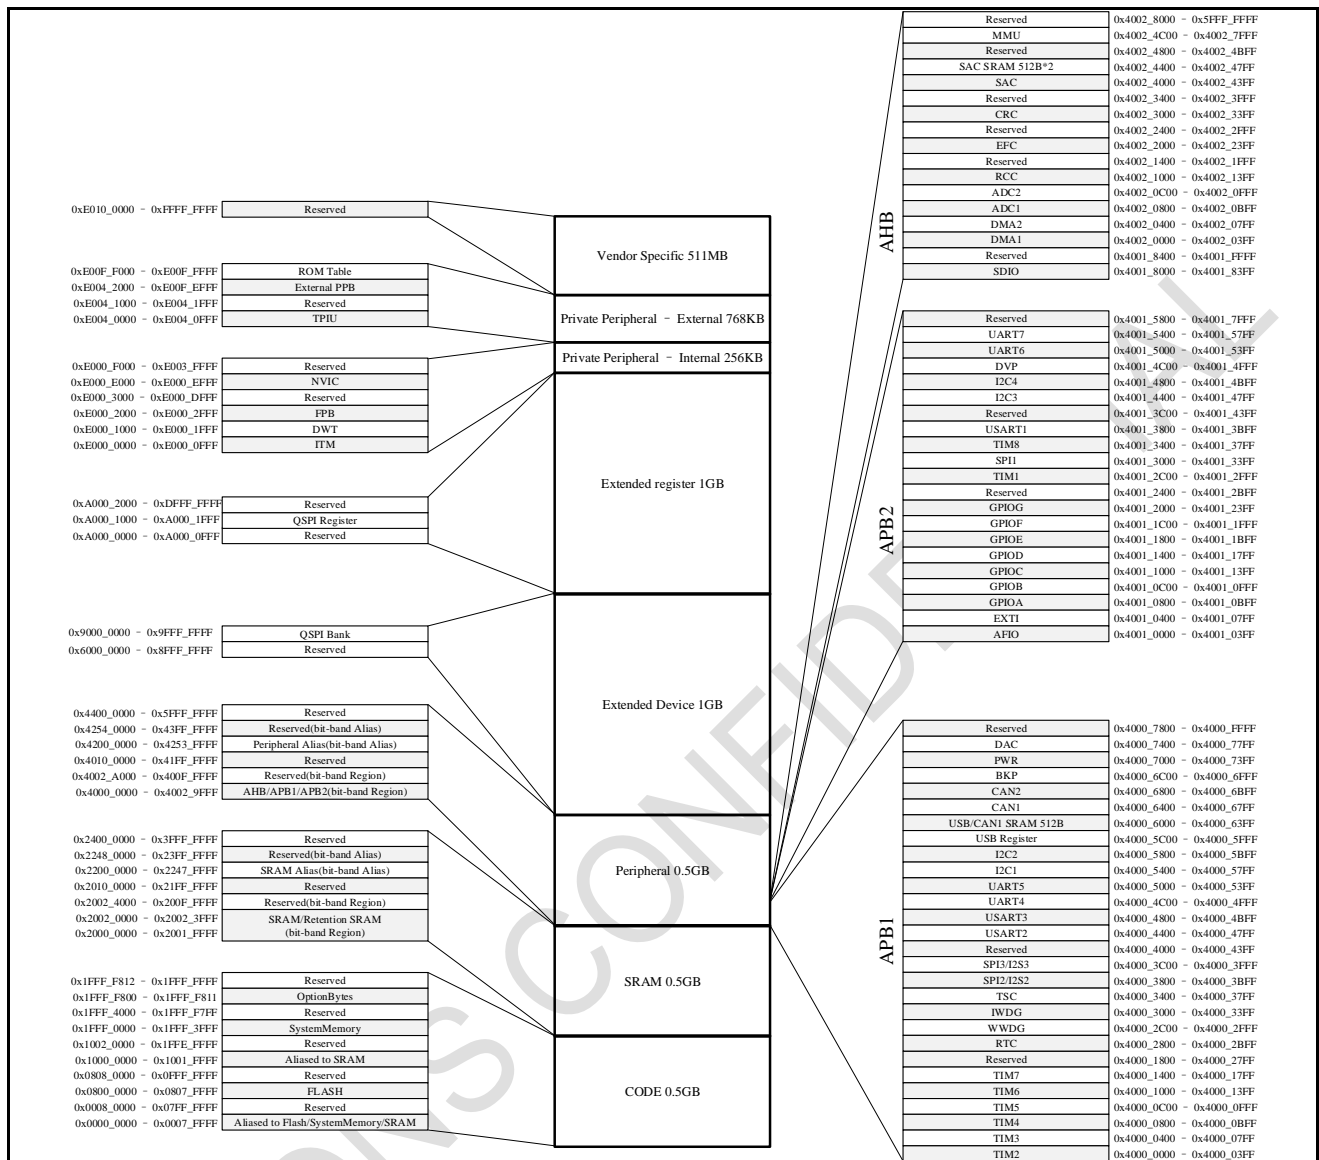 0xE010_0000 - 0xFFFF_FFFF Reserved
0xE00F_F000 - 0xE00F_FFFF ROM Table
0xE004_2000 - 0xE00F_EFFF External PPB
0xE004_1000 - 0xE004_1FFF Reserved
0xE004_0000 - 0xE004_0FFF TPIU
0xE000_F000 - 0xE003_FFFF Reserved
0xE000_E000 - 0xE000_EFFF NVIC
0xE000_3000 - 0xE000_DFFF Reserved
0xE000_2000 - 0xE000_2FFF FPB
0xE000_1000 - 0xE000_1FFF DWT
0xE000_0000 - 0xE000_0FFF ITM
0xA000_2000 - 0xDFFF_FFFF Reserved
0xA000_1000 - 0xA000_1FFF QSPI Register
0xA000_0000 - 0xA000_0FFF Reserved
0x9000_0000 - 0x9FFF_FFFF QSPI Bank
0x6000_0000 - 0x8FFF_FFFF Reserved
0x4400_0000 - 0x5FFF_FFFF Reserved
0x4254_0000 - 0x43FF_FFFF Reserved(bit-band Alias)
0x4200_0000 - 0x4253_FFFF Peripheral Alias(bit-band Alias)
0x4010_0000 - 0x41FF_FFFF Reserved
0x4002_A000 - 0x400F_FFFF Reserved(bit-band Region)
0x4000_0000 - 0x4002_9FFF AHB/APB1/APB2(bit-band Region)
0x2400_0000 - 0x3FFF_FFFF Reserved
0x2248_0000 - 0x23FF_FFFF Reserved(bit-band Alias)
0x2200_0000 - 0x2247_FFFF SRAM Alias(bit-band Alias)
0x2010_0000 - 0x21FF_FFFF Reserved
0x2002_4000 - 0x200F_FFFF Reserved(bit-band Region)
0x2002_0000 - 0x2002_3FFF SRAM/Retention SRAM
0x2000_0000 - 0x2001_FFFF (bit-band Region)
0x1FFF_F812 - 0x1FFF_FFFF Reserved
0x1FFF_F800 - 0x1FFF_F811 OptionBytes
0x1FFF_4000 - 0x1FFF_F7FF Reserved
0x1FFF_0000 - 0x1FFF_3FFF SystemMemory
0x1002_0000 - 0x1FFE_FFFF Reserved
0x1000_0000 - 0x1001_FFFF Aliased to SRAM
0x0808_0000 - 0x0FFF_FFFF Reserved
0x0800_0000 - 0x0807_FFFF FLASH
0x0008_0000 - 0x07FF_FFFF Reserved
0x0000_0000 - 0x0007_FFFF Aliased to Flash/SystemMemory/SRAM
Vendor Specific 511MB
Private Peripheral - External 768KB
Private Peripheral - Internal 256KB
Extended register 1GB
Extended Device 1GB
Peripheral 0.5GB
SRAM 0.5GB
CODE 0.5GB
AHB
Reserved 0x4002_8000 - 0x5FFF_FFFF
MMU 0x4002_4C00 - 0x4002_7FFF
Reserved 0x4002_4800 - 0x4002_4BFF
SAC SRAM 512B*2 0x4002_4400 - 0x4002_47FF
SAC 0x4002_4000 - 0x4002_43FF
Reserved 0x4002_3400 - 0x4002_3FFF
CRC 0x4002_3000 - 0x4002_33FF
Reserved 0x4002_2400 - 0x4002_2FFF
EFC 0x4002_2000 - 0x4002_23FF
Reserved 0x4002_1400 - 0x4002_1FFF
RCC 0x4002_1000 - 0x4002_13FF
ADC2 0x4002_0C00 - 0x4002_0FFF
ADC1 0x4002_0800 - 0x4002_0BFF
DMA2 0x4002_0400 - 0x4002_07FF
DMA1 0x4002_0000 - 0x4002_03FF
Reserved 0x4001_8400 - 0x4001_FFFF
SDIO 0x4001_8000 - 0x4001_83FF
APB2
Reserved 0x4001_5800 - 0x4001_7FFF
UART7 0x4001_5400 - 0x4001_57FF
UART6 0x4001_5000 - 0x4001_53FF
DVP 0x4001_4C00 - 0x4001_4FFF
I2C4 0x4001_4800 - 0x4001_4BFF
I2C3 0x4001_4400 - 0x4001_47FF
Reserved 0x4001_3C00 - 0x4001_43FF
USART1 0x4001_3800 - 0x4001_3BFF
TIM8 0x4001_3400 - 0x4001_37FF
SPI1 0x4001_3000 - 0x4001_33FF
TIM1 0x4001_2C00 - 0x4001_2FFF
Reserved 0x4001_2400 - 0x4001_2BFF
GPIOG 0x4001_2000 - 0x4001_23FF
GPIOF 0x4001_1C00 - 0x4001_1FFF
GPIOE 0x4001_1800 - 0x4001_1BFF
GPIOD 0x4001_1400 - 0x4001_17FF
GPIOC 0x4001_1000 - 0x4001_13FF
GPIOB 0x4001_0C00 - 0x4001_0FFF
GPIOA 0x4001_0800 - 0x4001_0BFF
EXTI 0x4001_0400 - 0x4001_07FF
AFIO 0x4001_0000 - 0x4001_03FF
APB1
Reserved 0x4000_7800 - 0x4000_FFFF
DAC 0x4000_7400 - 0x4000_77FF
PWR 0x4000_7000 - 0x4000_73FF
BKP 0x4000_6C00 - 0x4000_6FFF
CAN2 0x4000_6800 - 0x4000_6BFF
CAN1 0x4000_6400 - 0x4000_67FF
USB/CAN1 SRAM 512B 0x4000_6000 - 0x4000_63FF
USB Register 0x4000_5C00 - 0x4000_5FFF
I2C2 0x4000_5800 - 0x4000_5BFF
I2C1 0x4000_5400 - 0x4000_57FF
UART5 0x4000_5000 - 0x4000_53FF
UART4 0x4000_4C00 - 0x4000_4FFF
USART3 0x4000_4800 - 0x4000_4BFF
USART2 0x4000_4400 - 0x4000_47FF
Reserved 0x4000_4000 - 0x4000_43FF
SPI3/I2S3 0x4000_3C00 - 0x4000_3FFF
SPI2/I2S2 0x4000_3800 - 0x4000_3BFF
TSC 0x4000_3400 - 0x4000_37FF
IWDG 0x4000_3000 - 0x4000_33FF
WWDG 0x4000_2C00 - 0x4000_2FFF
RTC 0x4000_2800 - 0x4000_2BFF
Reserved 0x4000_1800 - 0x4000_27FF
TIM7 0x4000_1400 - 0x4000_17FF
TIM6 0x4000_1000 - 0x4000_13FF
TIM5 0x4000_0C00 - 0x4000_0FFF
TIM4 0x4000_0800 - 0x4000_0BFF
TIM3 0x4000_0400 - 0x4000_07FF
TIM2 0x4000_0000 - 0x4000_03FF